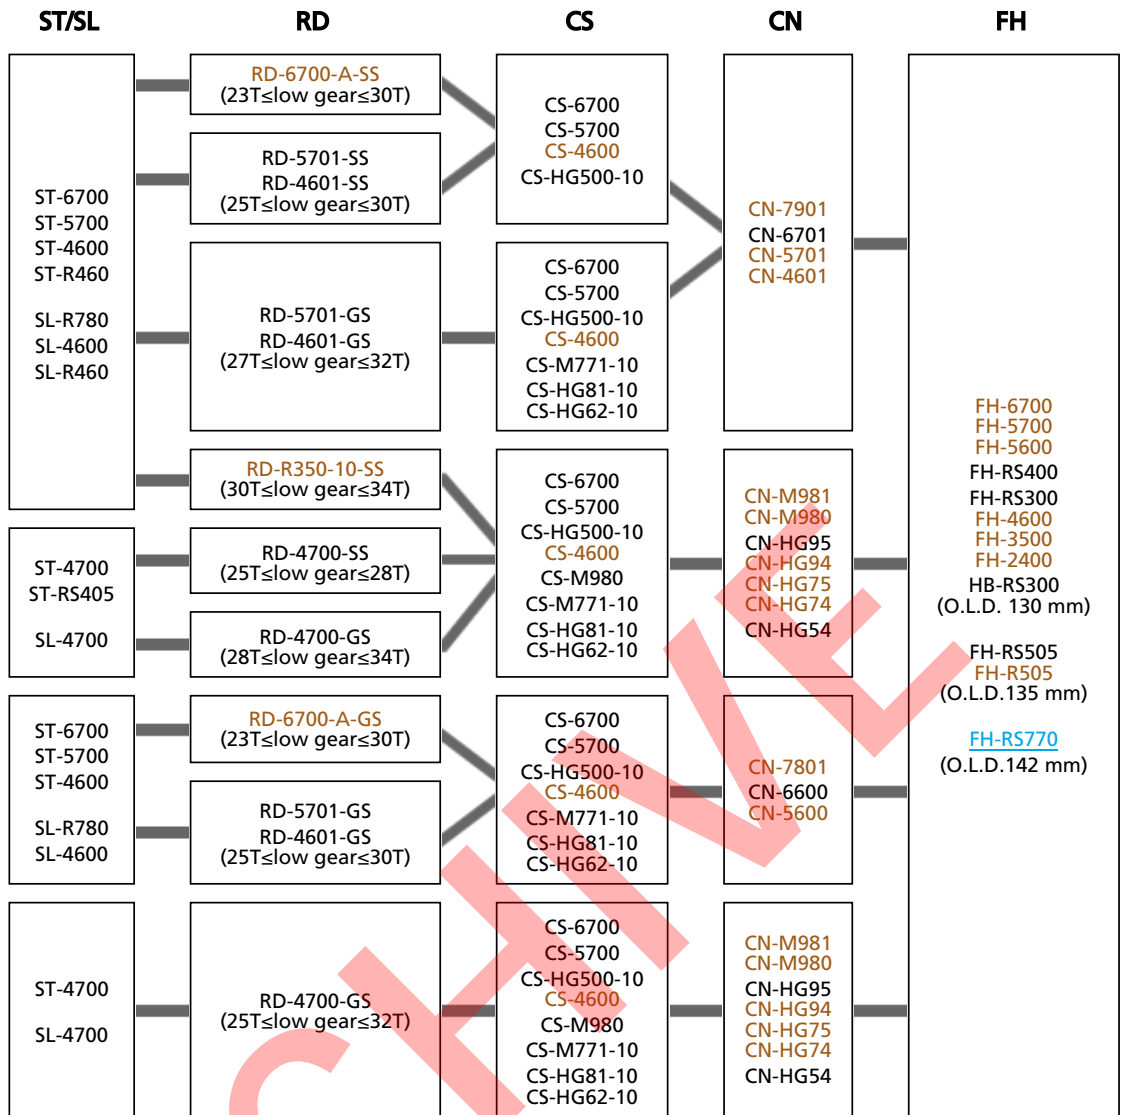 ST/SL
RD
CS
CN
FH
ST-6700
ST-5700
ST-4600
ST-R460
SL-R780
SL-4600
SL-R460
RD-6700-A-SS
(23T≤low gear≤30T)
RD-5701-SS
RD-4601-SS
(25T≤low gear≤30T)
RD-5701-GS
RD-4601-GS
(27T≤low gear≤32T)
CS-6700
CS-5700
CS-4600
CS-HG500-10
CS-6700
CS-5700
CS-HG500-10
CS-4600
CS-M771-10
CS-HG81-10
CS-HG62-10
CN-7901
CN-6701
CN-5701
CN-4601
RD-R350-10-SS
(30T≤low gear≤34T)
ST-4700
ST-RS405
SL-4700
RD-4700-SS
(25T≤low gear≤28T)
RD-4700-GS
(28T≤low gear≤34T)
CS-6700
CS-5700
CS-HG500-10
CS-4600
CS-M980
CS-M771-10
CS-HG81-10
CS-HG62-10
CN-M981
CN-M980
CN-HG95
CN-HG94
CN-HG75
CN-HG74
CN-HG54
ST-6700
ST-5700
ST-4600
SL-R780
SL-4600
RD-6700-A-GS
(23T≤low gear≤30T)
RD-5701-GS
RD-4601-GS
(25T≤low gear≤30T)
CS-6700
CS-5700
CS-HG500-10
CS-4600
CS-M771-10
CS-HG81-10
CS-HG62-10
CN-7801
CN-6600
CN-5600
ST-4700
SL-4700
RD-4700-GS
(25T≤low gear≤32T)
CS-6700
CS-5700
CS-HG500-10
CS-4600
CS-M980
CS-M771-10
CS-HG81-10
CS-HG62-10
CN-M981
CN-M980
CN-HG95
CN-HG94
CN-HG75
CN-HG74
CN-HG54
FH-6700
FH-5700
FH-5600
FH-RS400
FH-RS300
FH-4600
FH-3500
FH-2400
HB-RS300
(O.L.D. 130 mm)
FH-RS505
FH-R505
(O.L.D.135 mm)
FH-RS770
(O.L.D.142 mm)
CHIVE